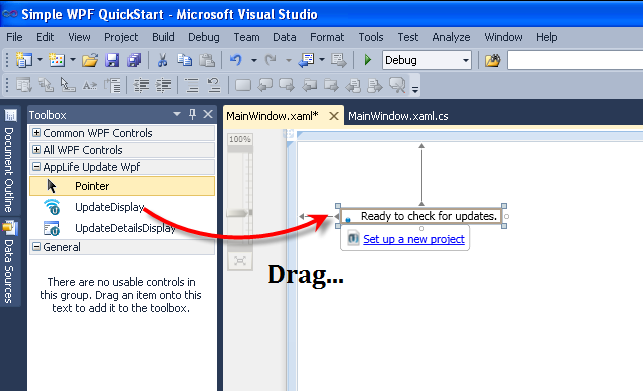 Simple WPF QuickStart - Microsoft Visual Studio
File Edit View Project Build Debug Team Data Format Tools Test Analyze Window Help
Debug
Toolbox
MainWindow.xaml* MainWindow.xaml.cs
Document Outline
Data Sources
Common WPF Controls
All WPF Controls
AppLife Update Wpf
Pointer
UpdateDisplay
UpdateDetailsDisplay
General
There are no usable controls in
this group. Drag an item onto this
text to add it to the toolbox.
100%
Ready to check for updates.
Set up a new project
Drag...